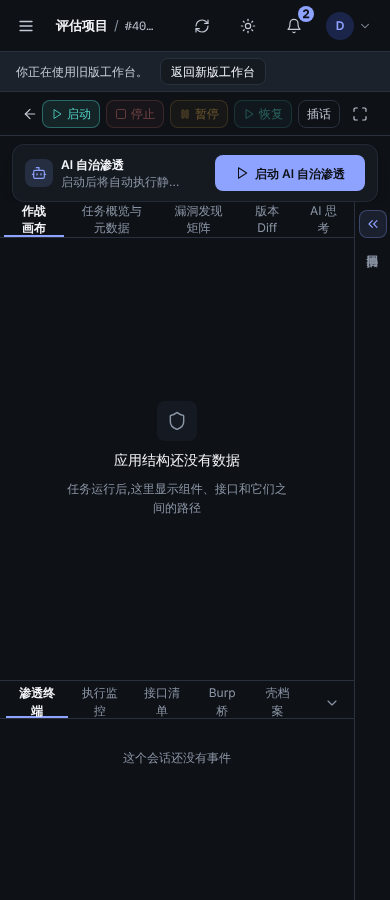 评估项目 / #40…
2
D
你正在使用旧版工作台。 返回新版工作台
启动 停止 暂停 恢复 插话
AI 自治渗透
启动后将自动执行静…
启动 AI 自治渗透
作战画布
任务概览与元数据
漏洞发现矩阵
版本 Diff
AI 思考
应用结构还没有数据
任务运行后,这里显示组件、接口和它们之
间的路径
渗透终端
执行监控
接口清单
Burp 桥
壳档案
这个会话还没有事件